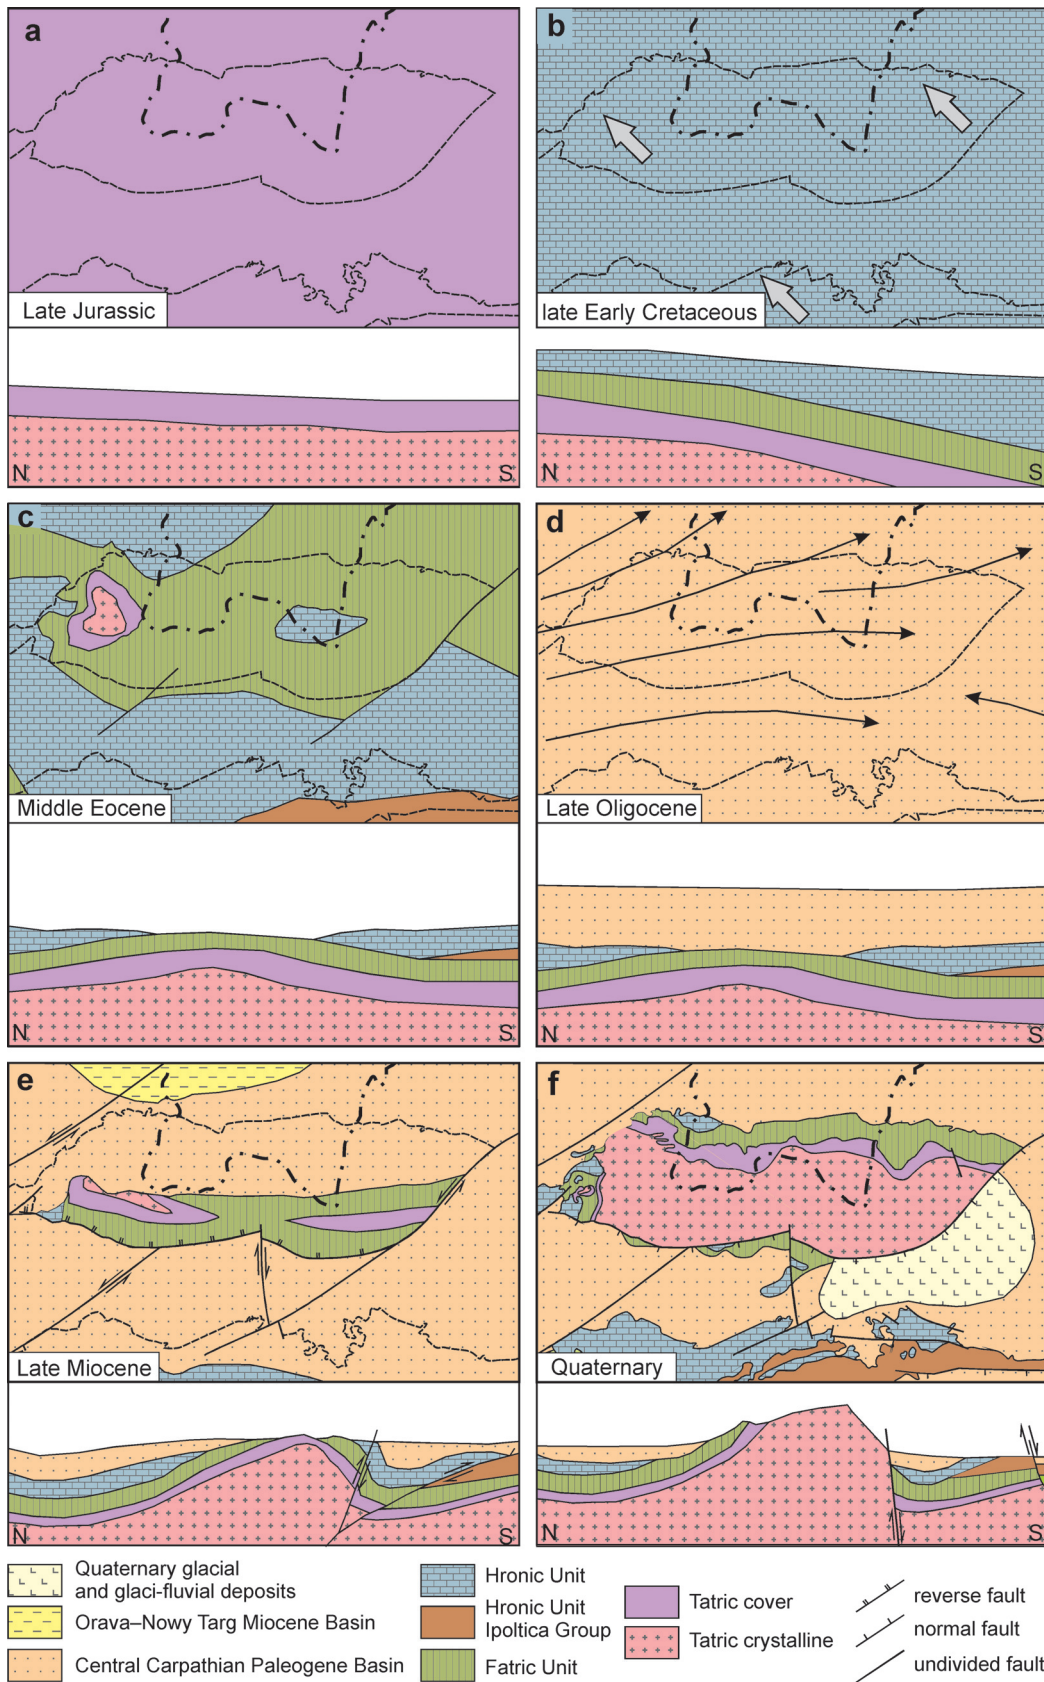 a
Late Jurassic
N
S
b
late Early Cretaceous
N
S
c
Middle Eocene
N
S
d
Late Oligocene
N
S
e
Late Miocene
N
S
f
Quaternary
N
S
Quaternary glacial
and glaci-fluvial deposits
Orava–Nowy Targ Miocene Basin
Central Carpathian Paleogene Basin
Hronic Unit
Hronic Unit
Ipoltica Group
Fatric Unit
Tatric cover
Tatric crystalline
reverse fault
normal fault
undivided fault